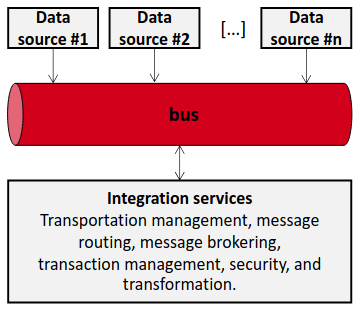 Data
source #1
Data
source #2
[...]
Data
source #n
bus
Integration services
Transportation management, message
routing, message brokering,
transaction management, security, and
transformation.